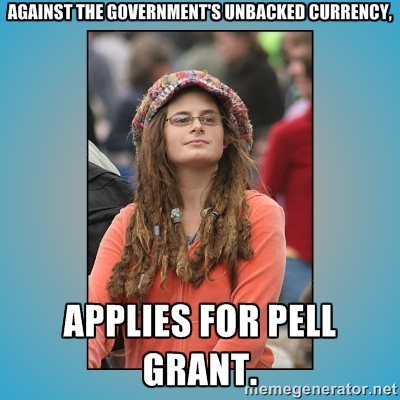 AGAINST THE GOVERNMENT'S UNBACKED CURRENCY,
APPLIES FOR PELL
GRANT.
memegenerator.net